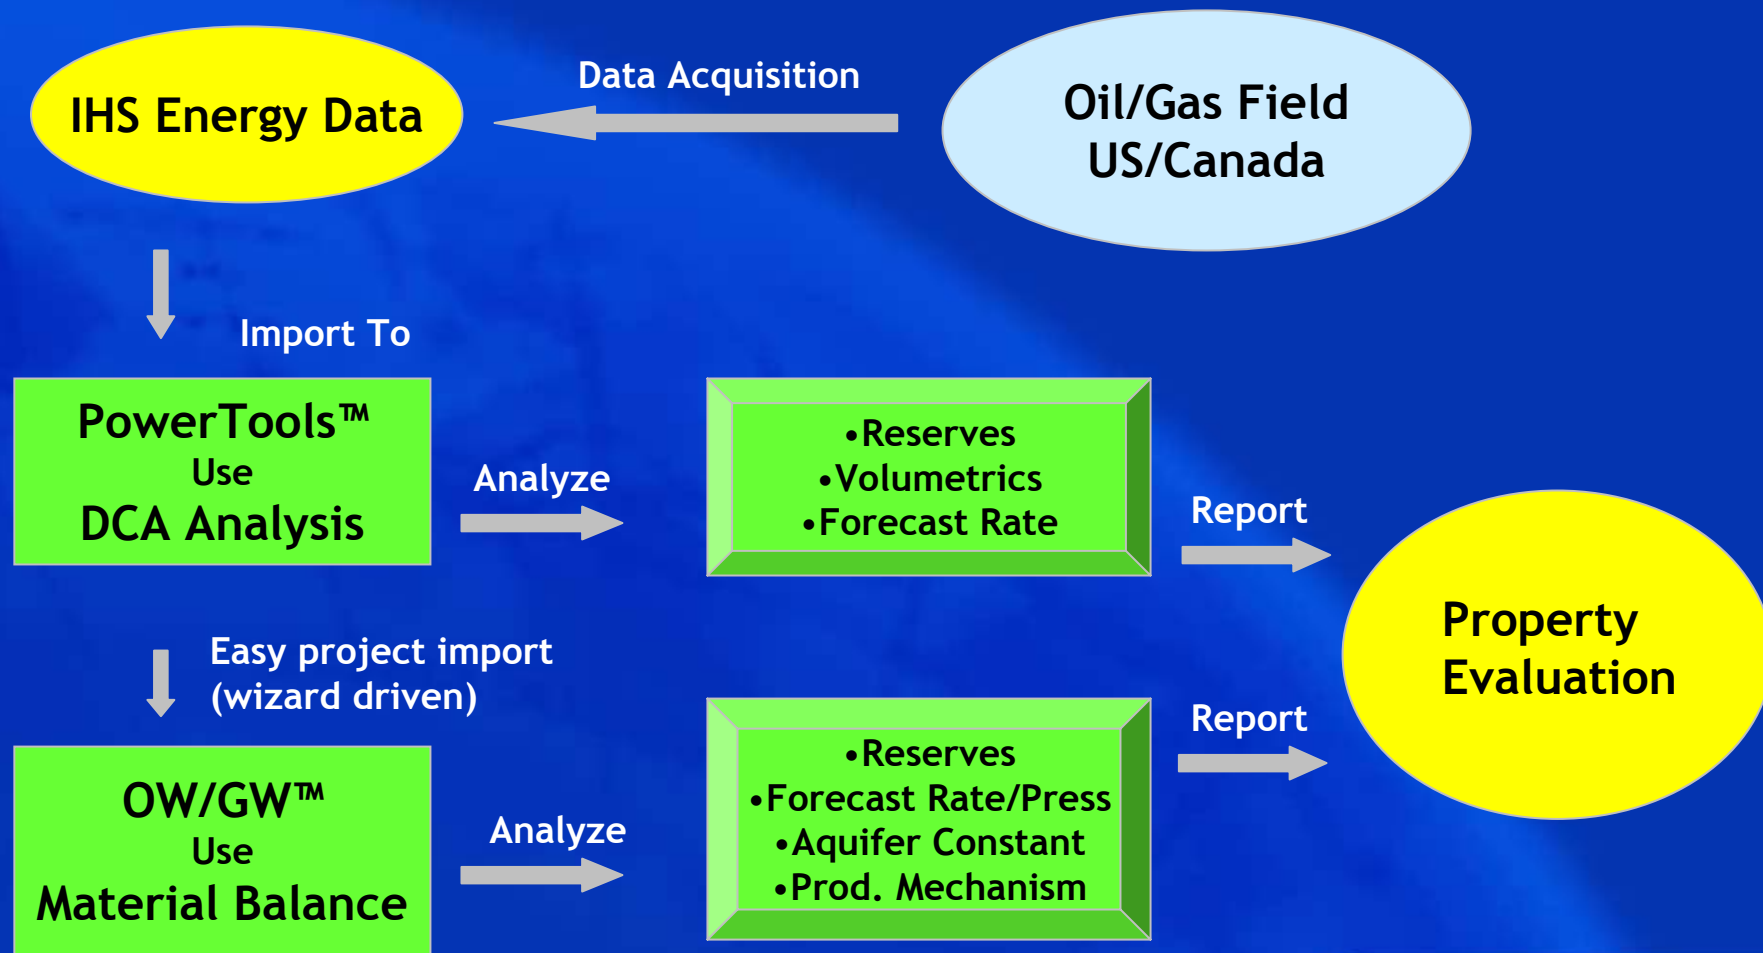 IHS Energy Data
Data Acquisition
Oil/Gas Field
US/Canada
Import To
PowerTools™
Use
DCA Analysis
Analyze
•Reserves
•Volumetrics
•Forecast Rate
Report
Property
Evaluation
Easy project import
(wizard driven)
OW/GW™
Use
Material Balance
Analyze
•Reserves
•Forecast Rate/Press
•Aquifer Constant
•Prod. Mechanism
Report